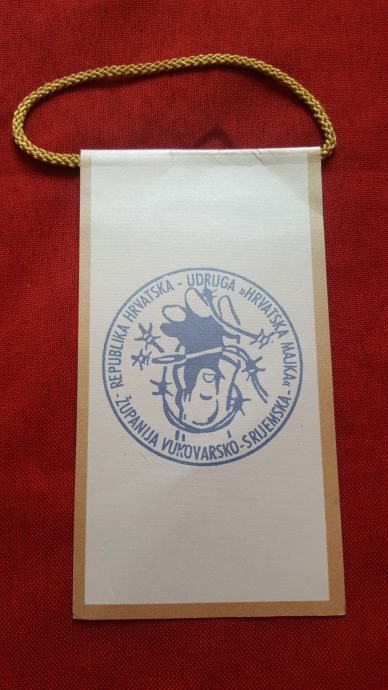 REPUBLIKA HRVATSKA - UDRUGA »HRVATSKA MAJKA«
- ŽUPANIJA VUKOVARSKO-SRIJEMSKA -